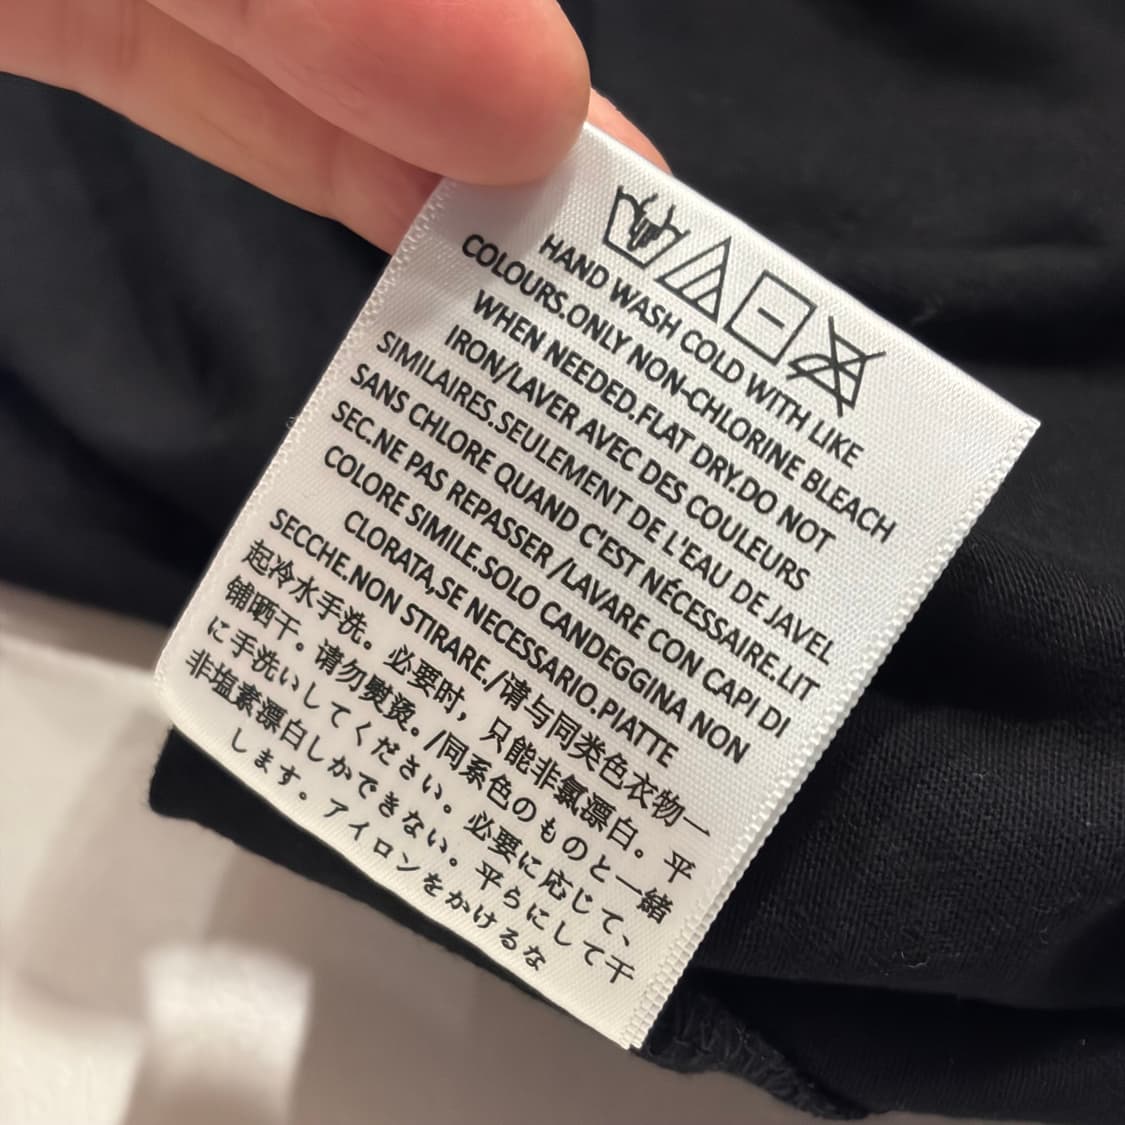 HAND WASH COLD WITH LIKE
COLOURS.ONLY NON-CHLORINE BLEACH
WHEN NEEDED.FLAT DRY.DO NOT
IRON/LAVER AVEC DES COULEURS
SIMILAIRES.SEULEMENT DE L'EAU DE JAVEL
SANS CHLORE QUAND C'EST NÉCESSAIRE.LIT
SEC.NE PAS REPASSER /LAVARE CON CAPI DI
COLORE SIMILE.SOLO CANDEGGINA NON
CLORATA,SE NECESSARIO.PIATTE
SECCHE.NON STIRARE./请与同类色衣物一
起冷水手洗。必要时，只能非氯漂白。平
铺晒干。请勿熨烫。/同系色のものと一緒
に手洗いしてください。必要に応じて、
非塩素漂白しかできない。平らにして干
します。アイロンをかけるな